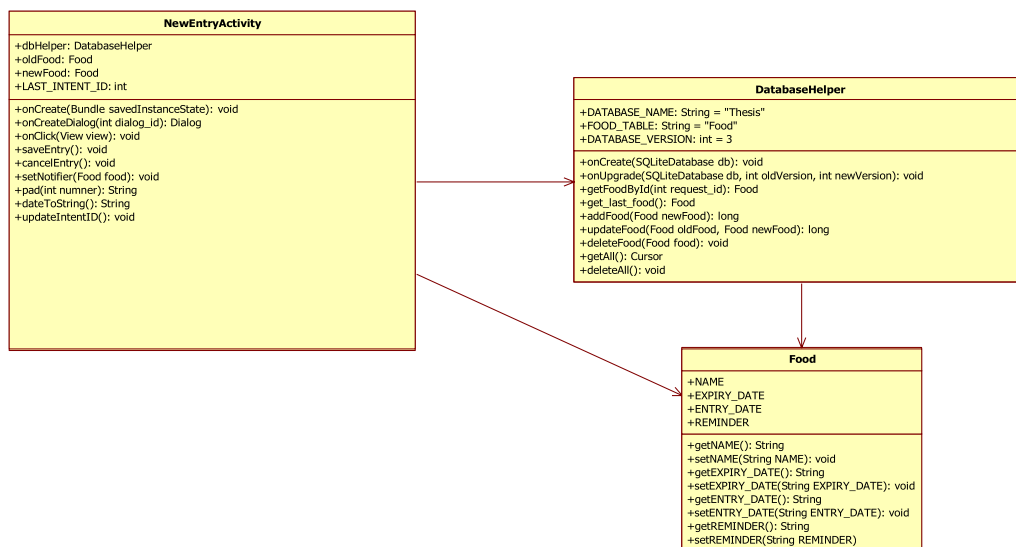 NewEntryActivity
+dbHelper: DatabaseHelper
+oldFood: Food
+newFood: Food
+LAST_INTENT_ID: int
+onCreate(Bundle savedInstanceState): void
+onCreateDialog(int dialog_id): Dialog
+onClick(View view): void
+saveEntry(): void
+cancelEntry(): void
+setNotifier(Food food): void
+pad(int numner): String
+dateToString(): String
+updateIntentID(): void
DatabaseHelper
+DATABASE_NAME: String = "Thesis"
+FOOD_TABLE: String = "Food"
+DATABASE_VERSION: int = 3
+onCreate(SQLiteDatabase db): void
+onUpgrade(SQLiteDatabase db, int oldVersion, int newVersion): void
+getFoodById(int request_id): Food
+get_last_food(): Food
+addFood(Food newFood): long
+updateFood(Food oldFood, Food newFood): long
+deleteFood(Food food): void
+getAll(): Cursor
+deleteAll(): void
Food
+NAME
+EXPIRY_DATE
+ENTRY_DATE
+REMINDER
+getNAME(): String
+setNAME(String NAME): void
+getEXPIRY_DATE(): String
+setEXPIRY_DATE(String EXPIRY_DATE): void
+getENTRY_DATE(): String
+setENTRY_DATE(String ENTRY_DATE): void
+getREMINDER(): String
+setREMINDER(String REMINDER)